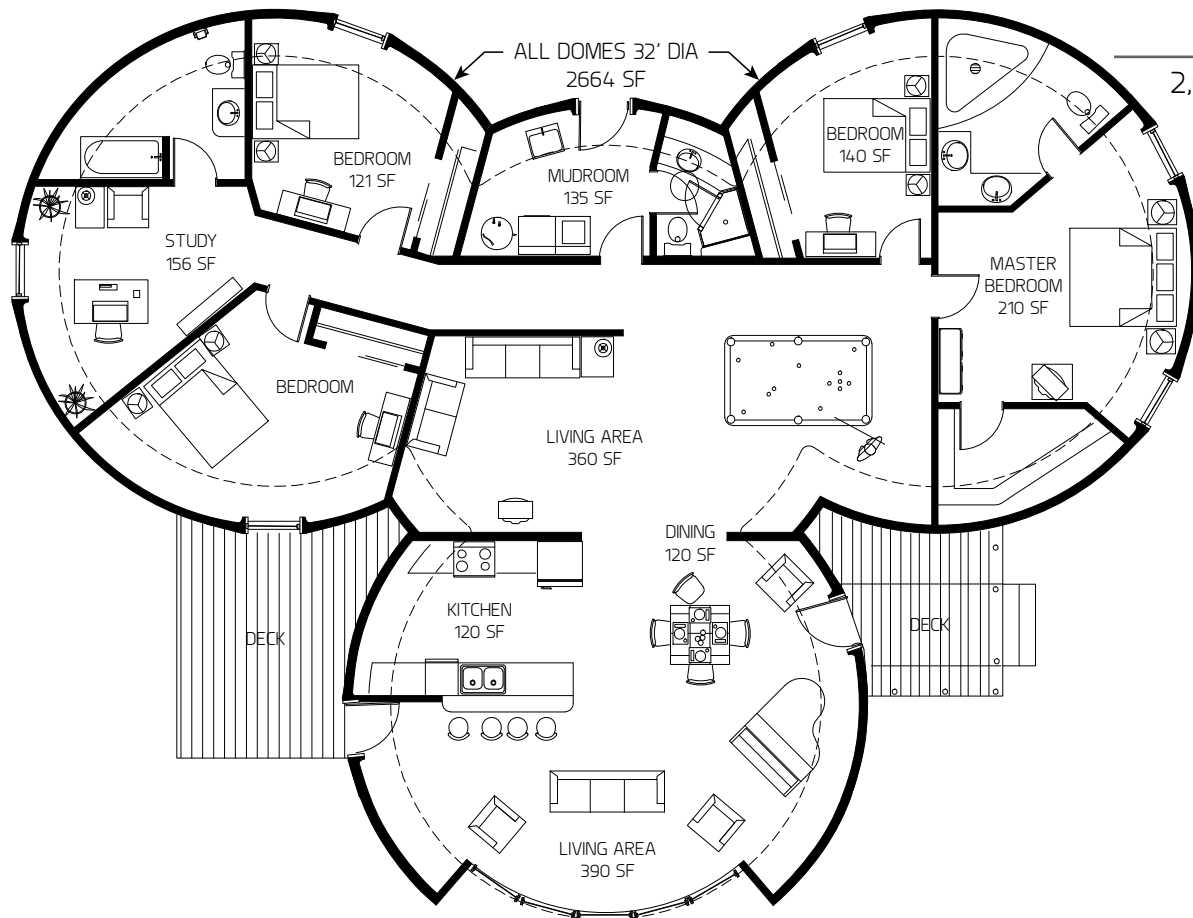 ALL DOMES 32' DIA
2664 SF
2,
BEDROOM
121 SF
MUDROOM
135 SF
BEDROOM
140 SF
STUDY
156 SF
MASTER
BEDROOM
210 SF
BEDROOM
LIVING AREA
360 SF
DINING
120 SF
KITCHEN
120 SF
DECK
DECK
LIVING AREA
390 SF